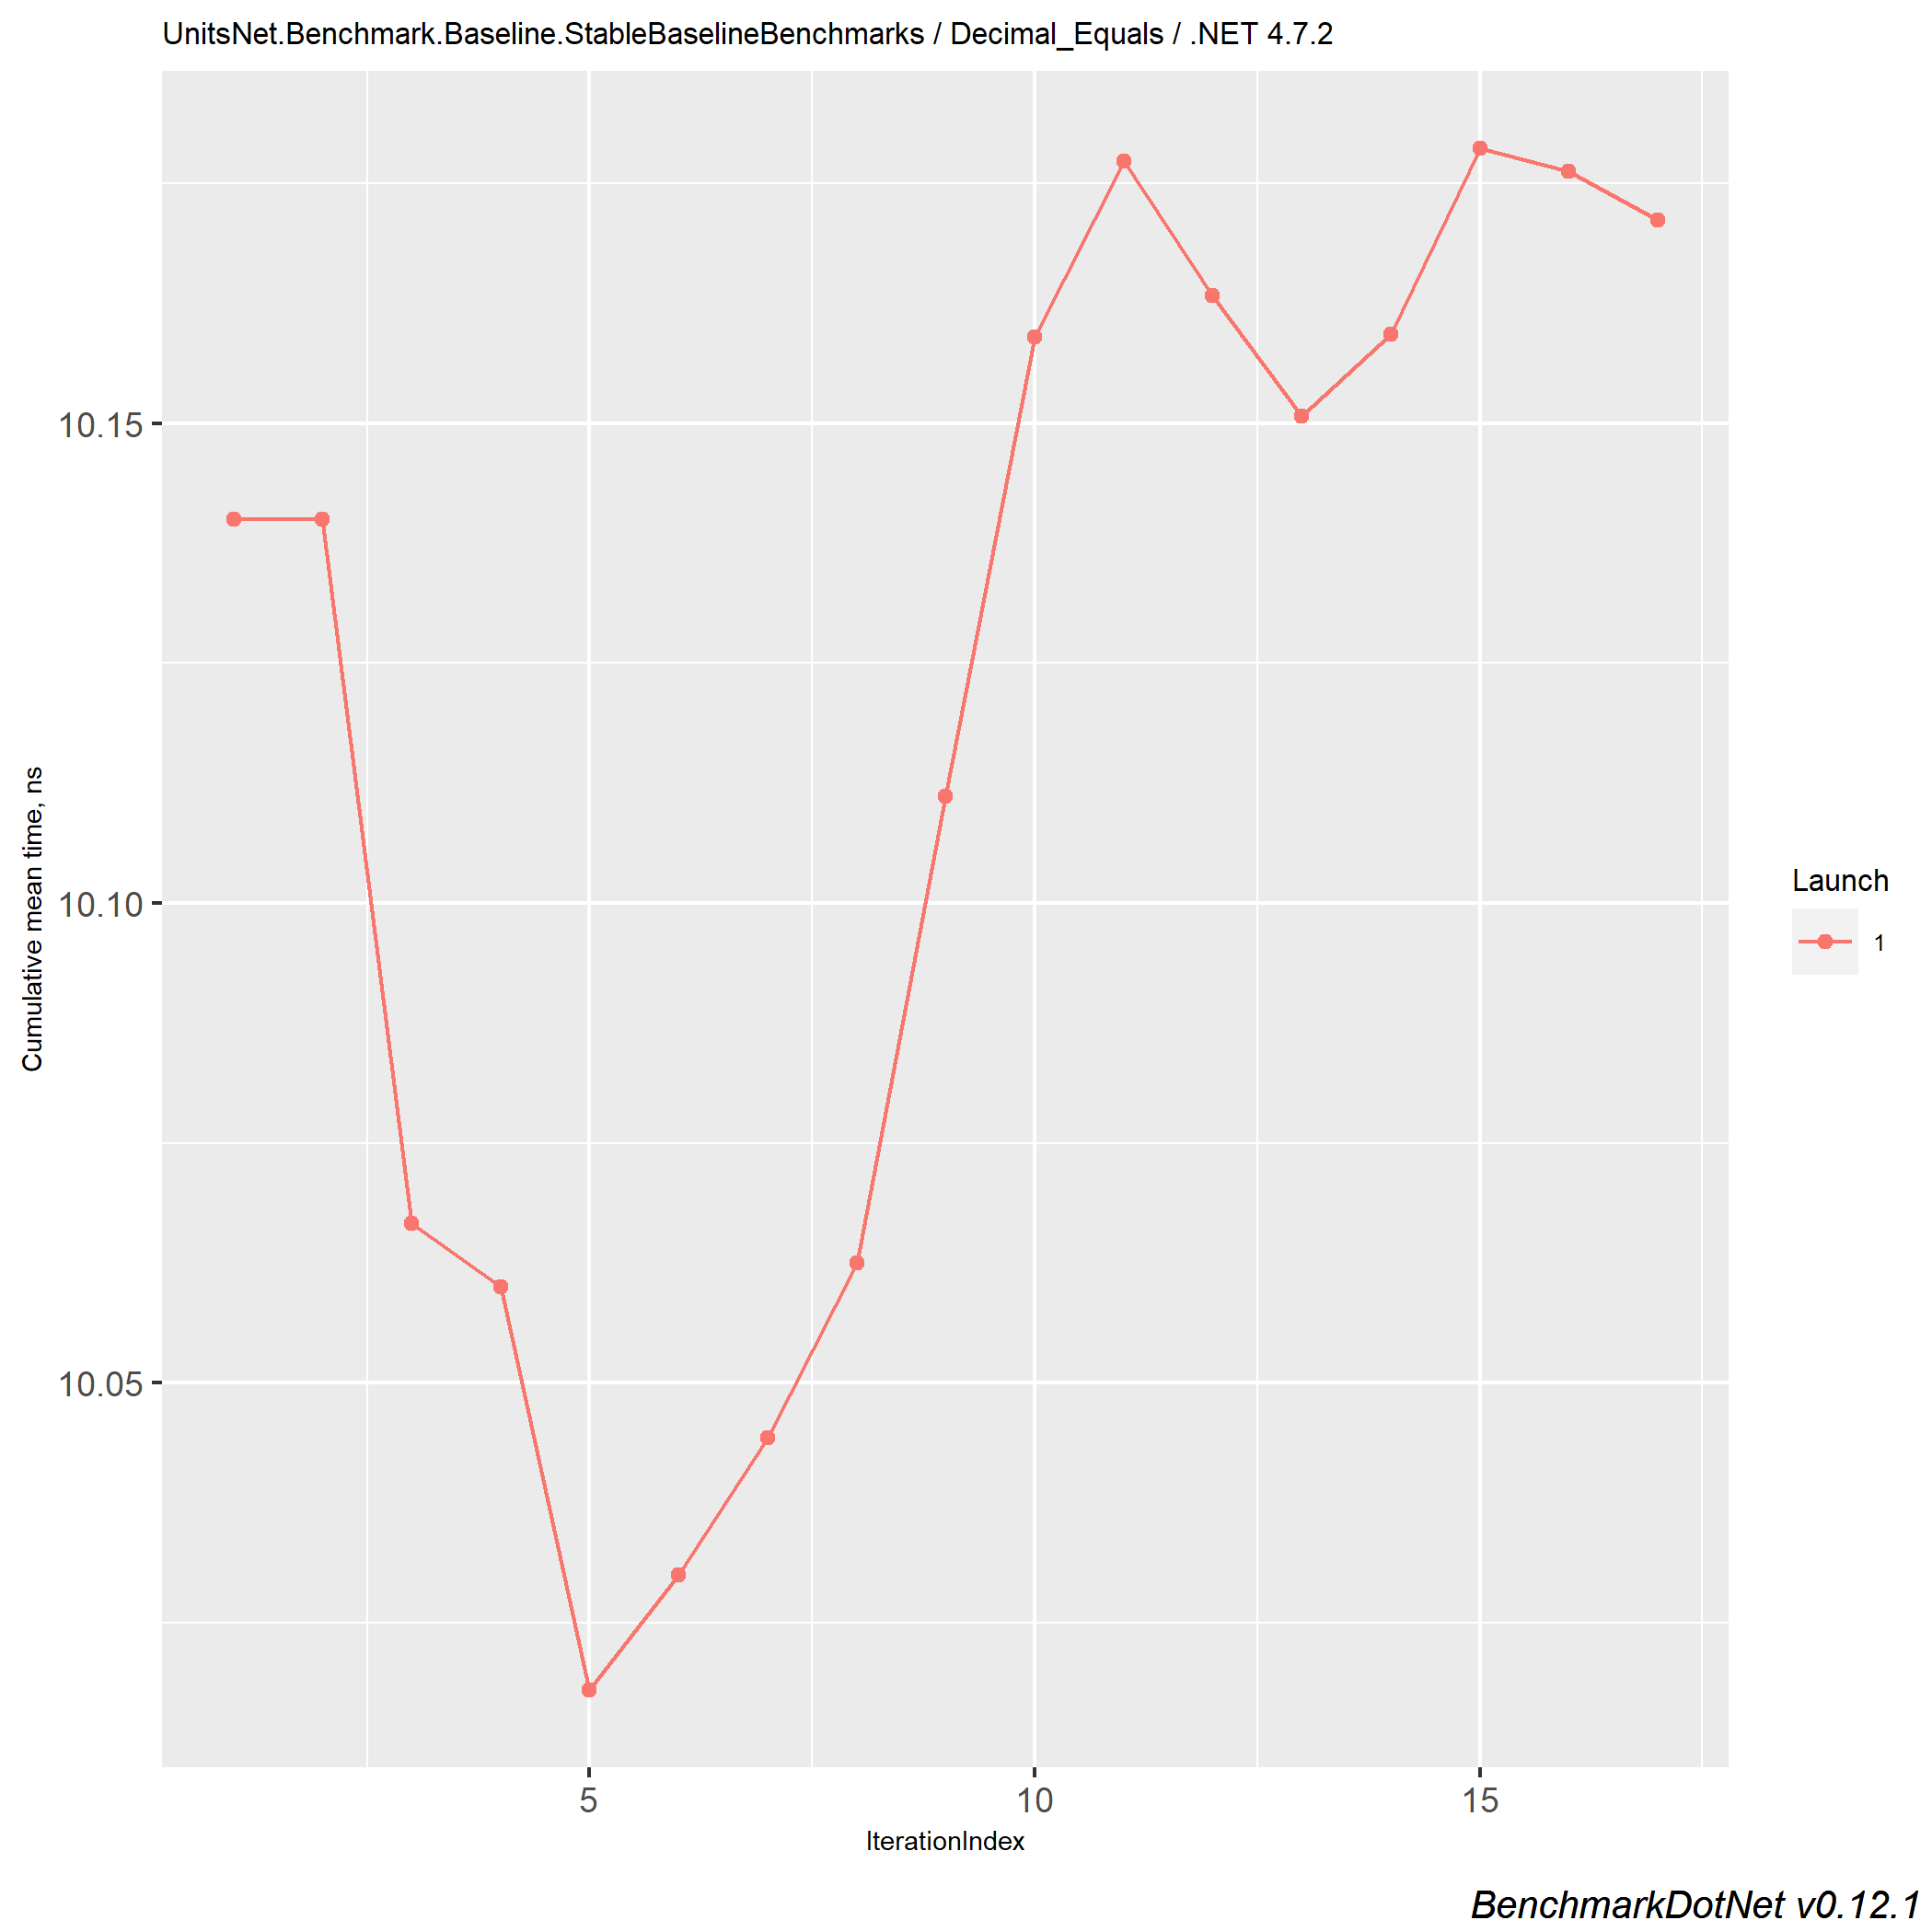 UnitsNet.Benchmark.Baseline.StableBaselineBenchmarks / Decimal_Equals / .NET 4.7.2
Cumulative mean time, ns
10.15
10.10
10.05
5
10
15
IterationIndex
Launch
1
BenchmarkDotNet v0.12.1